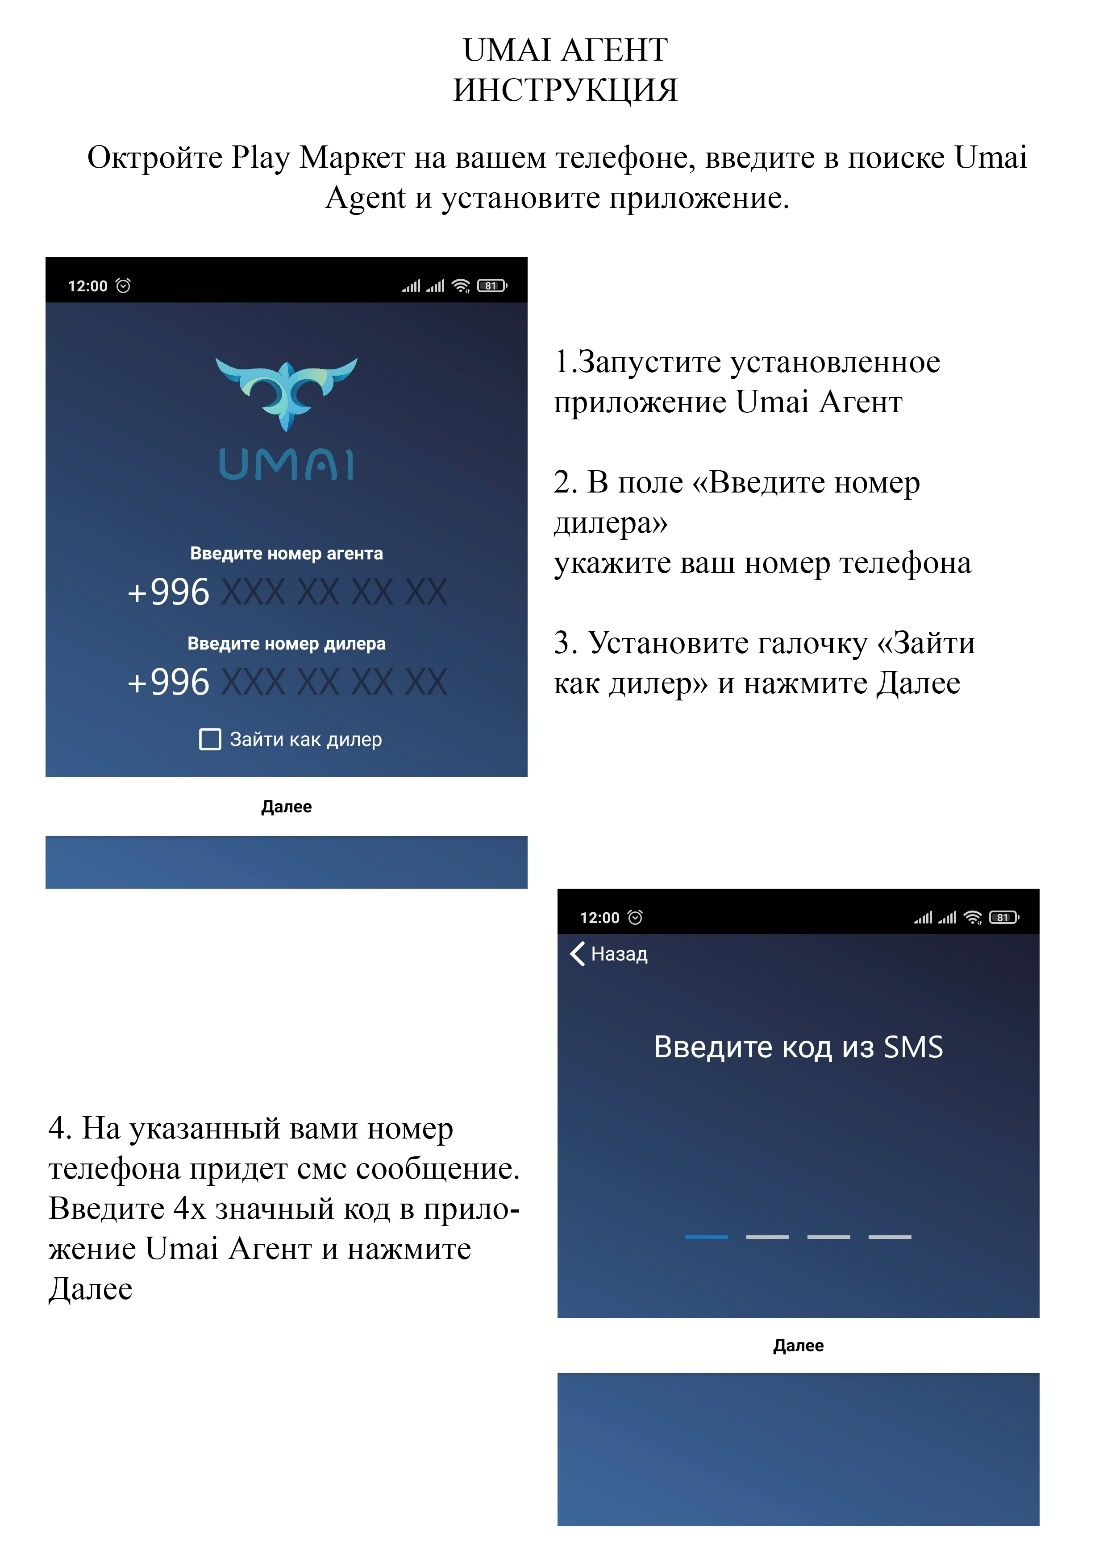 UMAI АГЕНТ
ИНСТРУКЦИЯ
Октройте Play Маркет на вашем телефоне, введите в поиске Umai
Agent и установите приложение.
12:00
81
UMAI
Введите номер агента
+996 XXX XX XX XX
Введите номер дилера
+996 XXX XX XX XX
Зайти как дилер
Далее
1.Запустите установленное
приложение Umai Агент
2. В поле «Введите номер
дилера»
укажите ваш номер телефона
3. Установите галочку «Зайти
как дилер» и нажмите Далее
4. На указанный вами номер
телефона придет смс сообщение.
Введите 4х значный код в прило-
жение Umai Агент и нажмите
Далее
12:00
81
Назад
Введите код из SMS
Далее